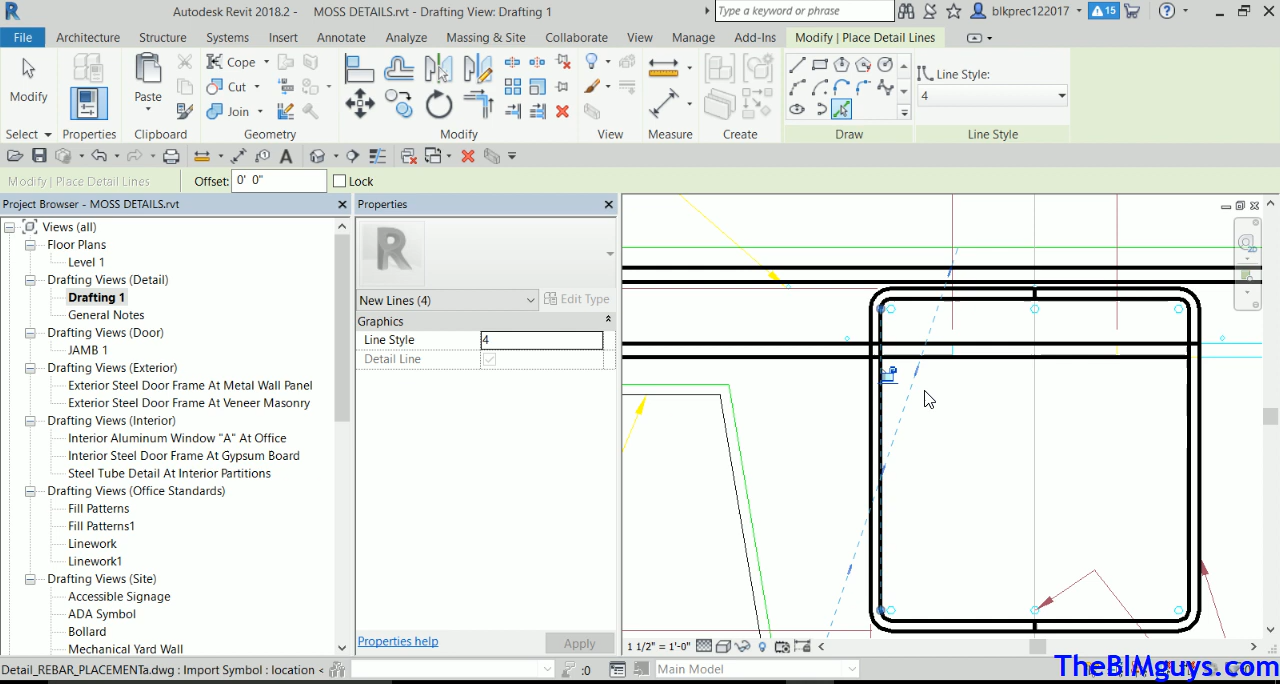 Autodesk Revit 2018.2 - MOSS DETAILS.rvt - Drafting View: Drafting 1
Type a keyword or phrase
blkprec122017
15
File Architecture Structure Systems Insert Annotate Analyze Massing & Site Collaborate View Manage Add-Ins Modify | Place Detail Lines
Modify
Paste
Cope
Cut
Join
Line Style:
4
Select Properties Clipboard Geometry Modify View Measure Create Draw Line Style
Modify | Place Detail Lines Offset: 0' 0" Lock
Project Browser - MOSS DETAILS.rvt
Views (all)
Floor Plans
Level 1
Drafting Views (Detail)
Drafting 1
General Notes
Drafting Views (Door)
JAMB 1
Drafting Views (Exterior)
Exterior Steel Door Frame At Metal Wall Panel
Exterior Steel Door Frame At Veneer Masonry
Drafting Views (Interior)
Interior Aluminum Window "A" At Office
Interior Steel Door Frame At Gypsum Board
Steel Tube Detail At Interior Partitions
Drafting Views (Office Standards)
Fill Patterns
Fill Patterns1
Linework
Linework1
Drafting Views (Site)
Accessible Signage
ADA Symbol
Bollard
Mechanical Yard Wall
Properties
R
New Lines (4) Edit Type
Graphics
Line Style 4
Detail Line
Properties help Apply
1 1/2" = 1'-0"
Detail_REBAR_PLACEMENTa.dwg : Import Symbol : location <
:0
Main Model
TheBIMguys.com